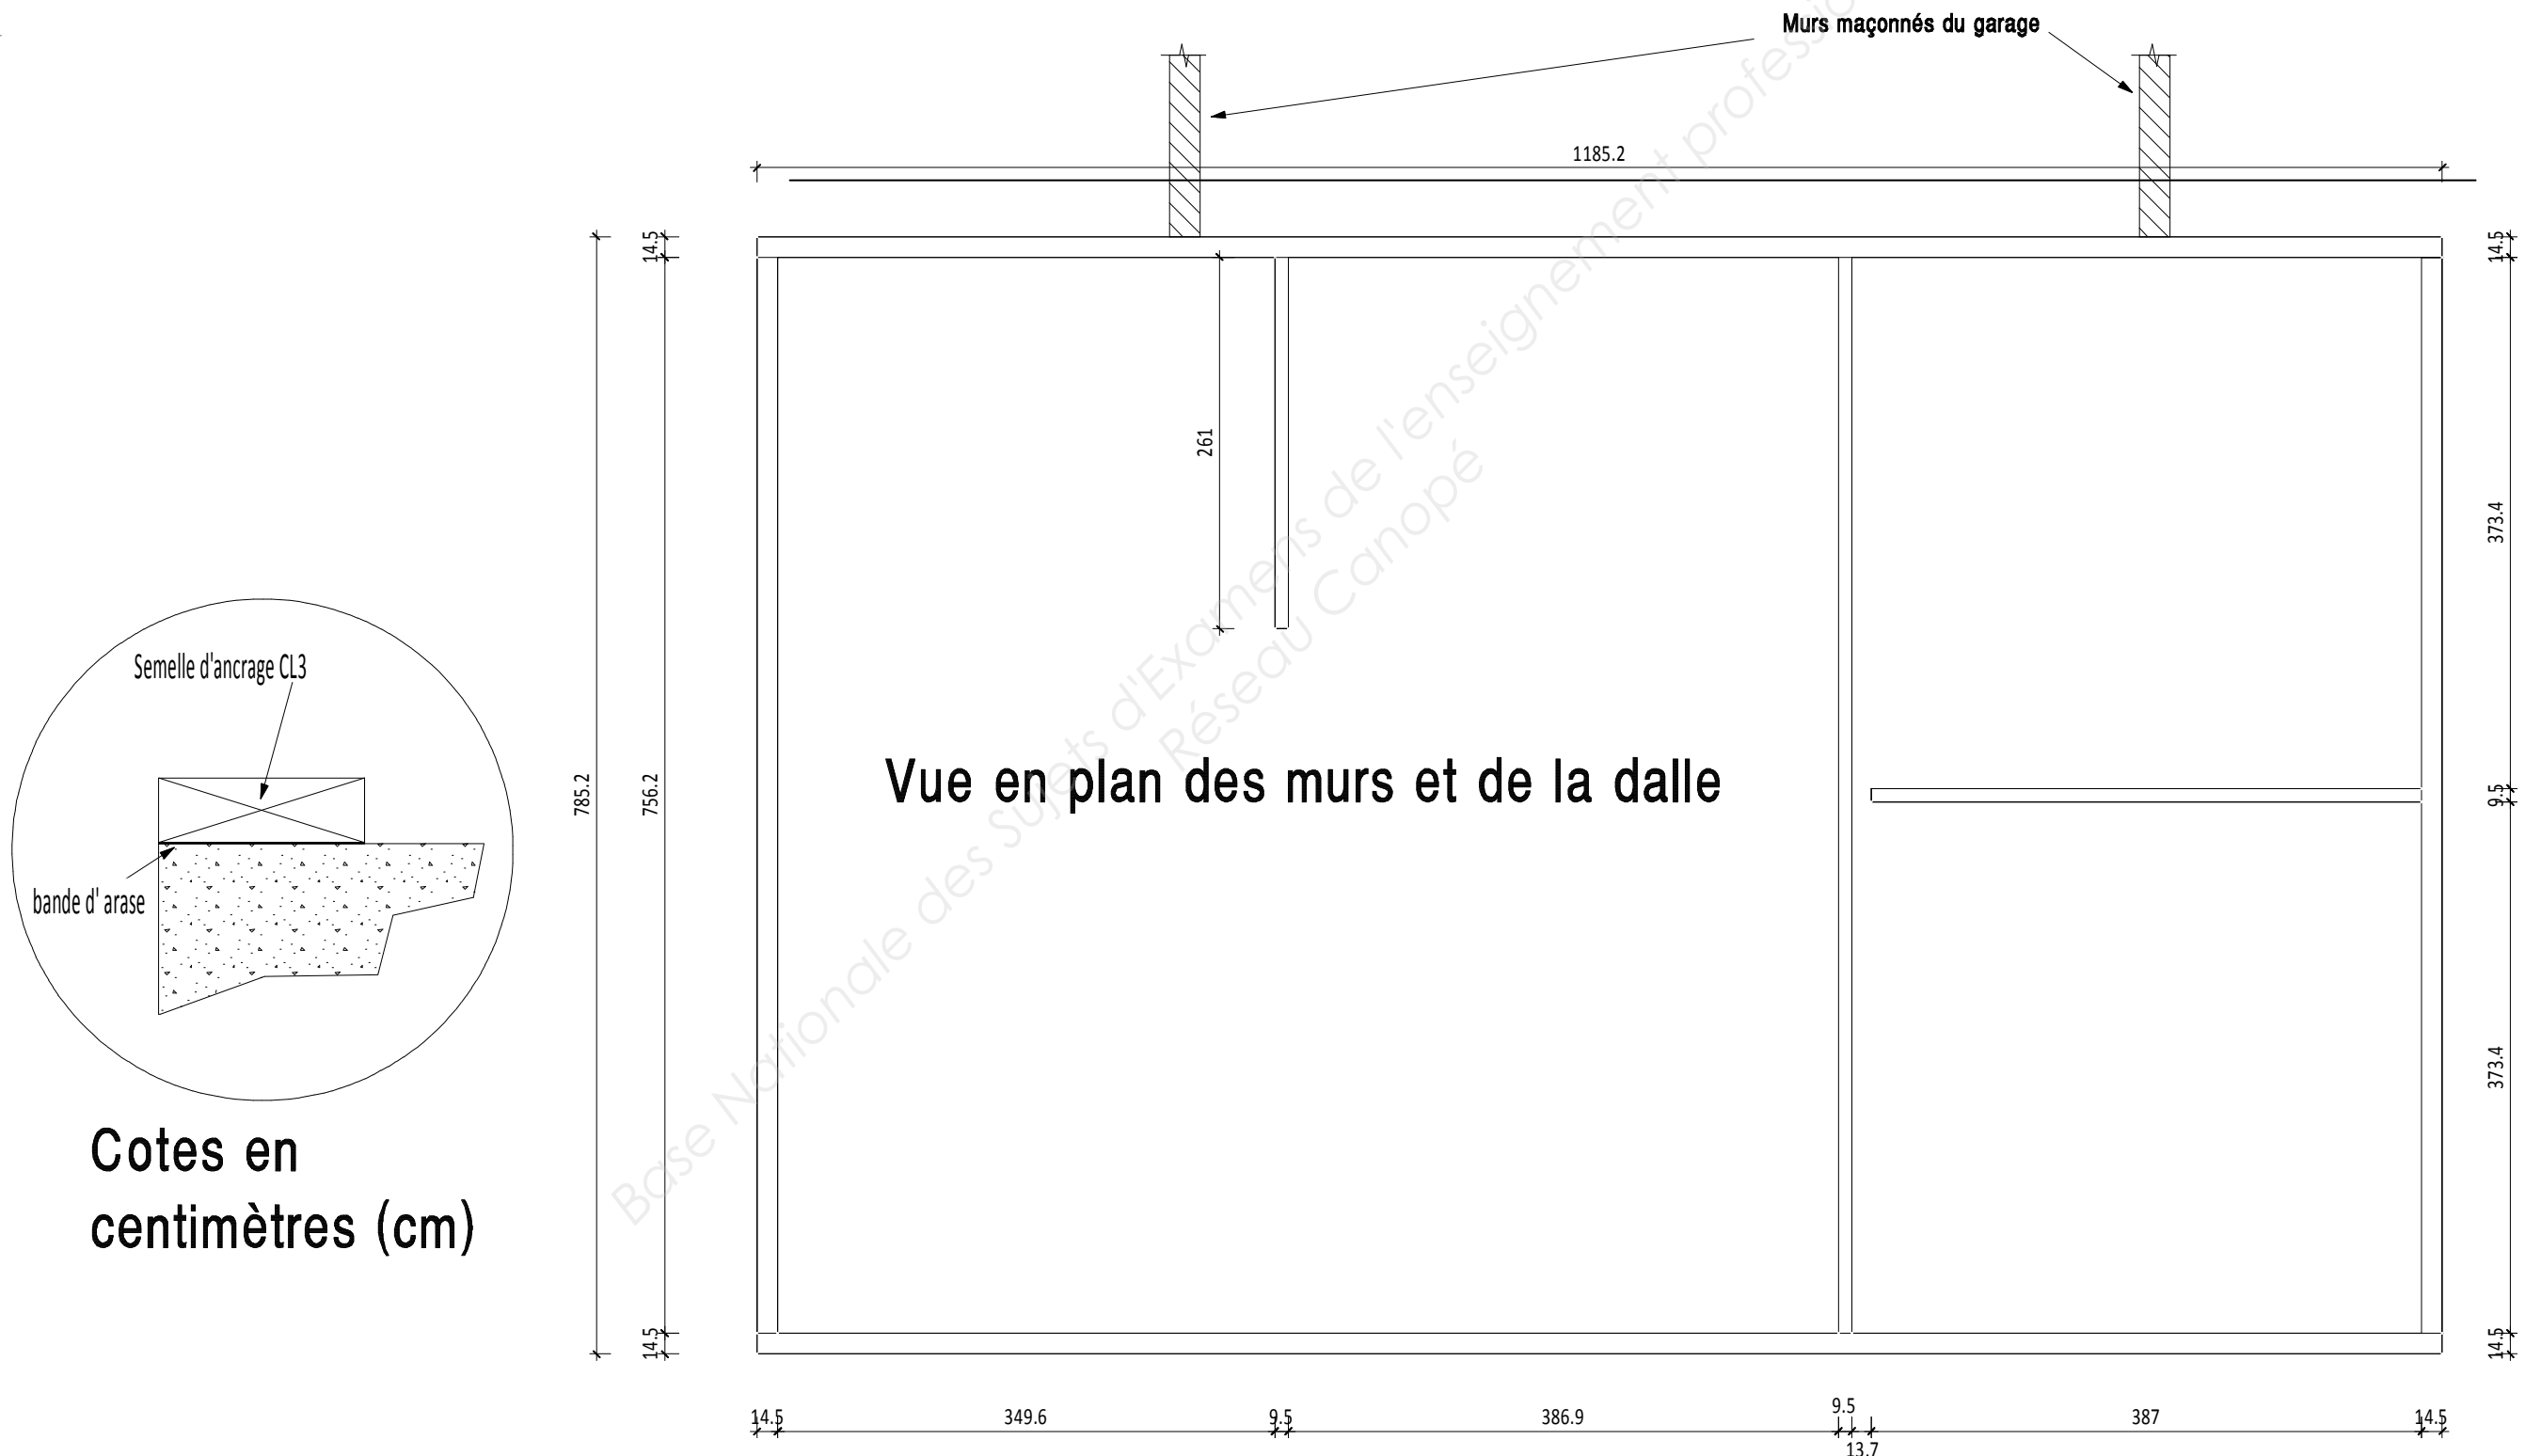 Murs maçonnés du garage
1185.2
14.5
14.5
261
373.4
Semelle d'ancrage CL3
785.2
756.2
Vue en plan des murs et de la dalle
9.5
bande d' arase
373.4
Cotes en
centimètres (cm)
14.5
14.5
14.5
349.6
9.5
386.9
9.5
13.7
387
14.5
Base Nationale des Sujets d'Examens de l'enseignement professio
Réseau Canopé